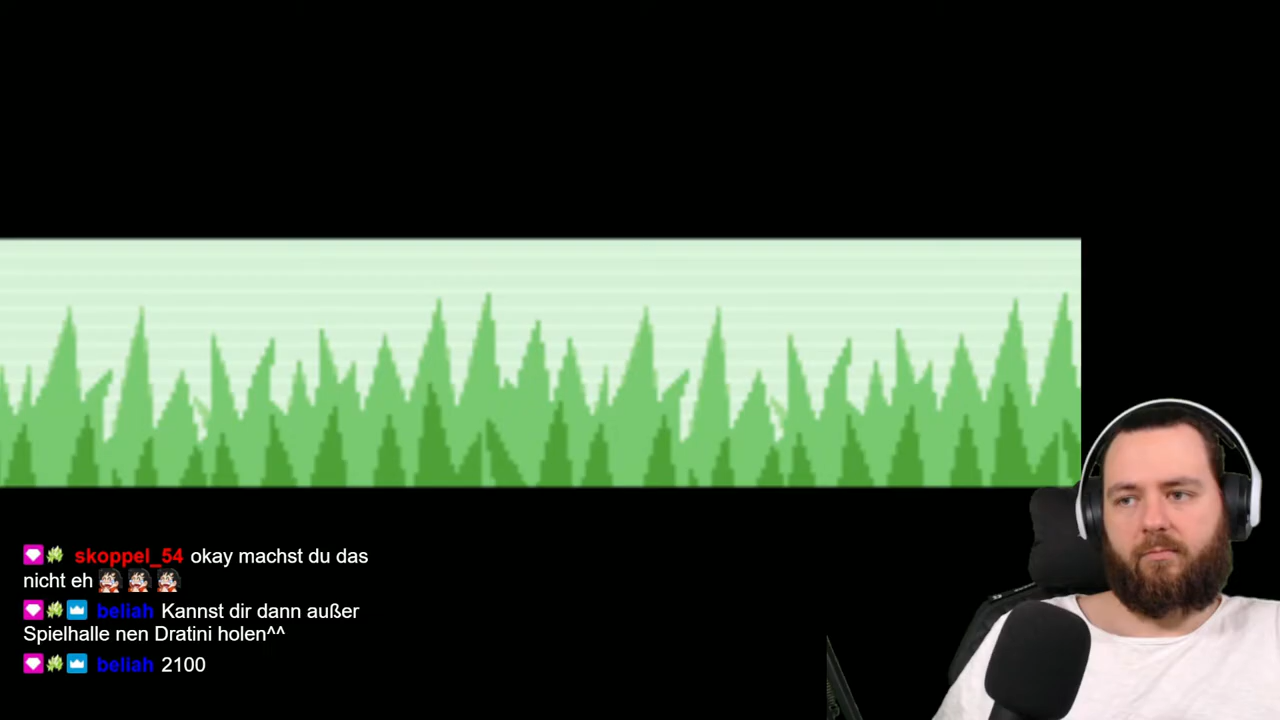 skoppel_54 okay machst du das
nicht eh
beliah Kannst dir dann außer
Spielhalle nen Dratini holen^^
beliah 2100